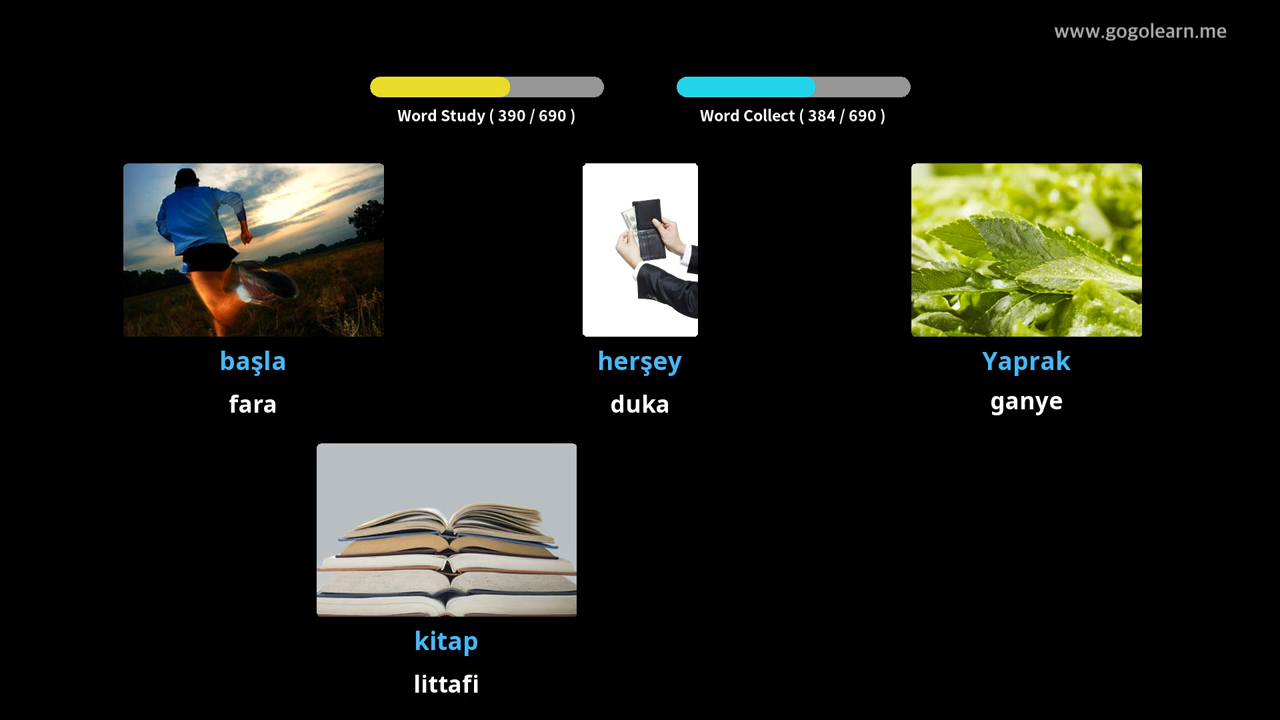 www.gogolearn.me
Word Study ( 390 / 690 )
Word Collect ( 384 / 690 )
başla
fara
herşey
duka
Yaprak
ganye
kitap
littafi